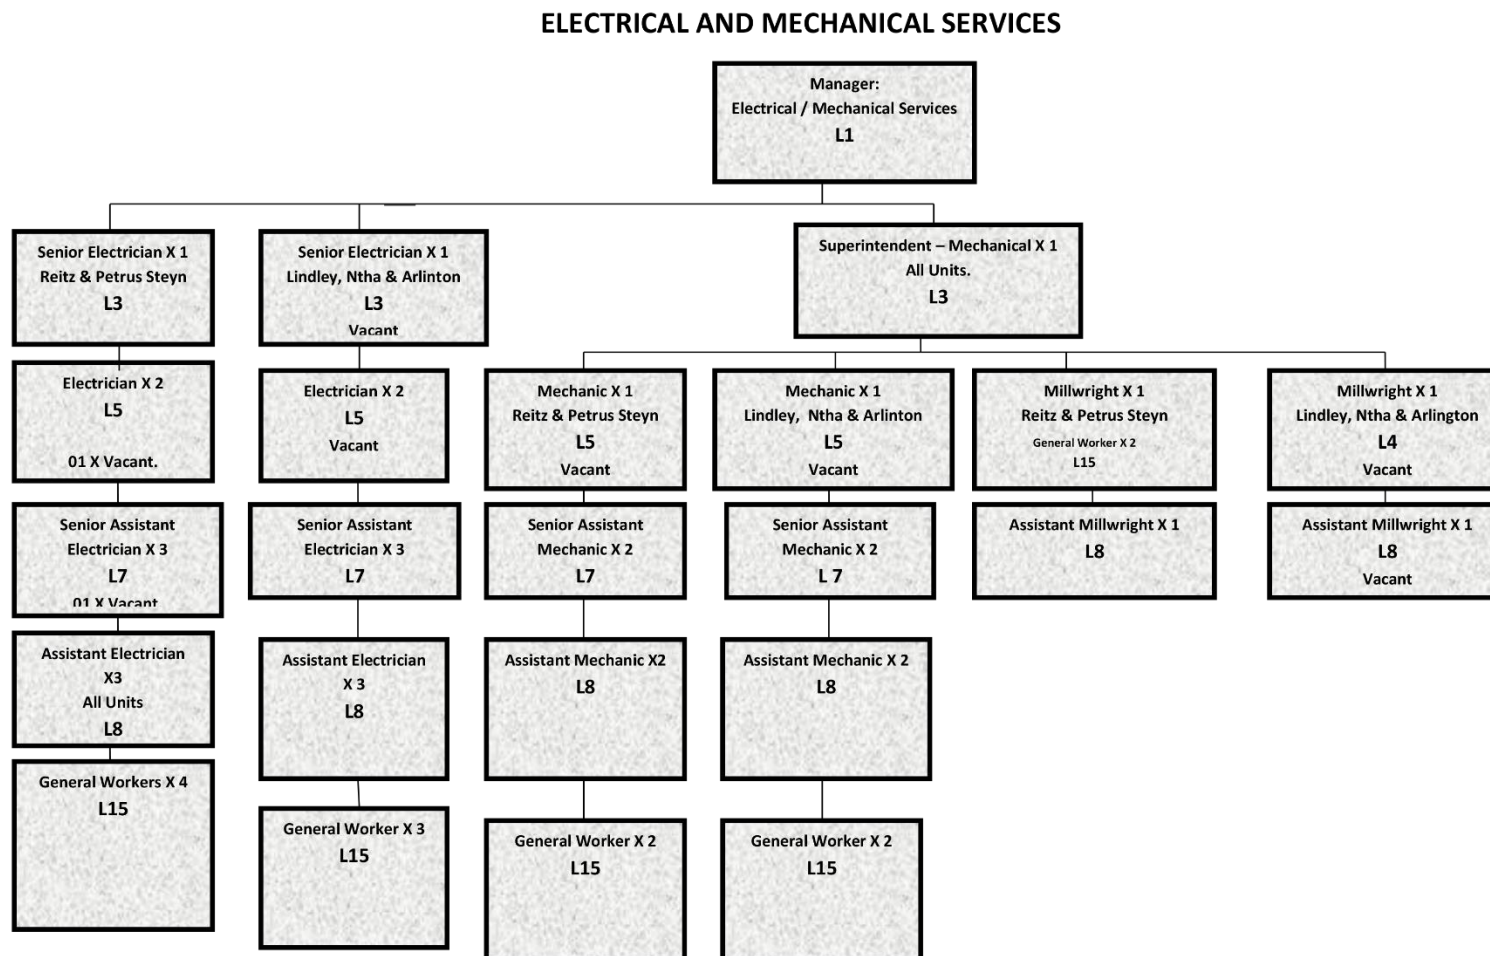 ELECTRICAL AND MECHANICAL SERVICES
Manager:
Electrical / Mechanical Services
L1
Senior Electrician X 1
Reitz & Petrus Steyn
L3
Senior Electrician X 1
Lindley, Ntha & Arlinton
L3
Vacant
Superintendent – Mechanical X 1
All Units.
L3
Electrician X 2
L5
01 X Vacant.
Electrician X 2
L5
Vacant
Mechanic X 1
Reitz & Petrus Steyn
L5
Vacant
Mechanic X 1
Lindley, Ntha & Arlinton
L5
Vacant
Millwright X 1
Reitz & Petrus Steyn
General Worker X 2
L15
Millwright X 1
Lindley, Ntha & Arlington
L4
Vacant
Senior Assistant
Electrician X 3
L7
01 X Vacant
Senior Assistant
Electrician X 3
L7
Senior Assistant
Mechanic X 2
L7
Senior Assistant
Mechanic X 2
L 7
Assistant Millwright X 1
L8
Assistant Millwright X 1
L8
Vacant
Assistant Electrician
X3
All Units
L8
Assistant Electrician
X 3
L8
Assistant Mechanic X2
L8
Assistant Mechanic X 2
L8
General Workers X 4
L15
General Worker X 3
L15
General Worker X 2
L15
General Worker X 2
L15